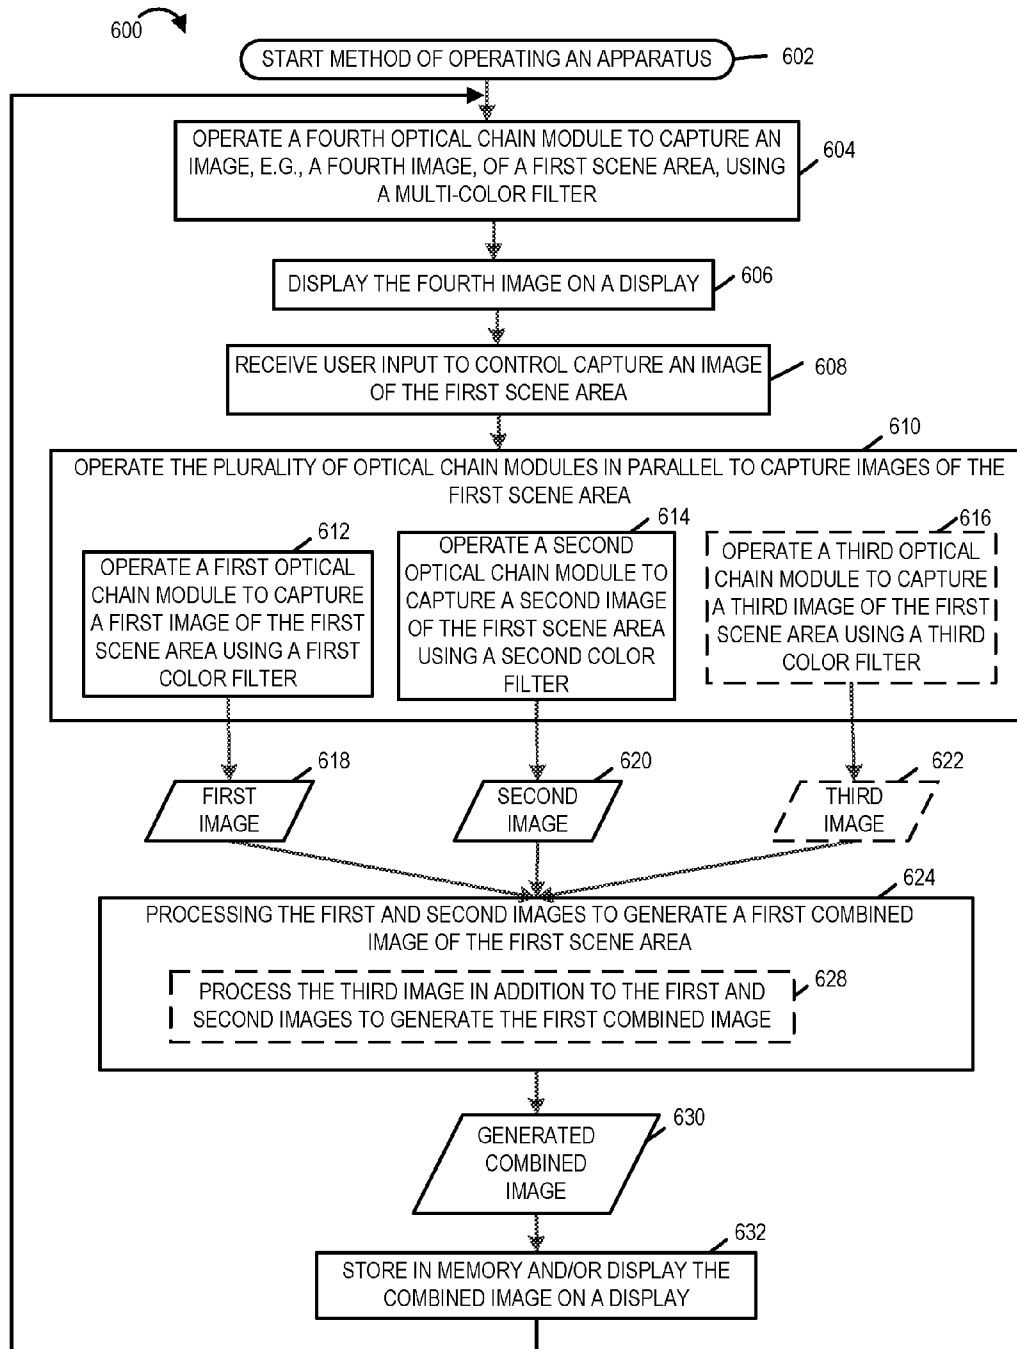 600
START METHOD OF OPERATING AN APPARATUS
602
OPERATE A FOURTH OPTICAL CHAIN MODULE TO CAPTURE AN
IMAGE, E.G., A FOURTH IMAGE, OF A FIRST SCENE AREA, USING
A MULTI-COLOR FILTER
604
DISPLAY THE FOURTH IMAGE ON A DISPLAY
606
RECEIVE USER INPUT TO CONTROL CAPTURE AN IMAGE
OF THE FIRST SCENE AREA
608
610
OPERATE THE PLURALITY OF OPTICAL CHAIN MODULES IN PARALLEL TO CAPTURE IMAGES OF THE
FIRST SCENE AREA
612
OPERATE A FIRST OPTICAL
CHAIN MODULE TO CAPTURE
A FIRST IMAGE OF THE FIRST
SCENE AREA USING A FIRST
COLOR FILTER
614
OPERATE A SECOND
OPTICAL CHAIN MODULE TO
CAPTURE A SECOND IMAGE
OF THE FIRST SCENE AREA
USING A SECOND COLOR
FILTER
616
OPERATE A THIRD OPTICAL
CHAIN MODULE TO CAPTURE
A THIRD IMAGE OF THE FIRST
SCENE AREA USING A THIRD
COLOR FILTER
618
FIRST
IMAGE
620
SECOND
IMAGE
622
THIRD
IMAGE
624
PROCESSING THE FIRST AND SECOND IMAGES TO GENERATE A FIRST COMBINED
IMAGE OF THE FIRST SCENE AREA
628
PROCESS THE THIRD IMAGE IN ADDITION TO THE FIRST AND
SECOND IMAGES TO GENERATE THE FIRST COMBINED IMAGE
630
GENERATED
COMBINED
IMAGE
632
STORE IN MEMORY AND/OR DISPLAY THE
COMBINED IMAGE ON A DISPLAY